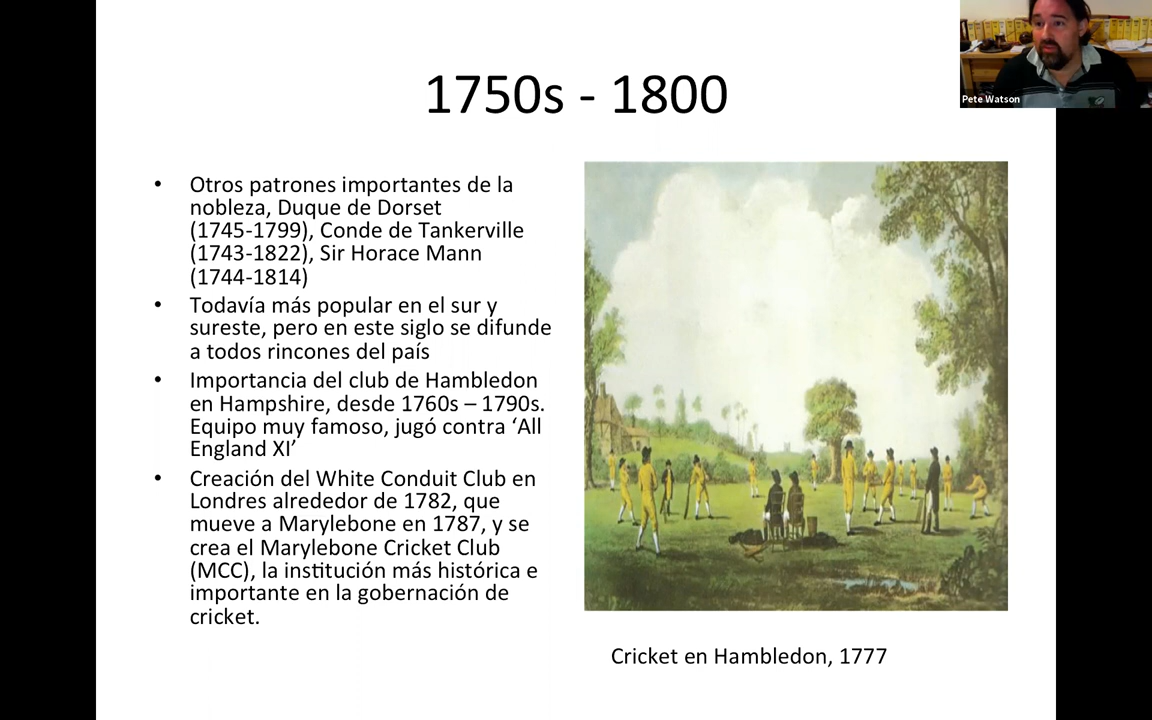 Pete Watson
1750s - 1800
• Otros patrones importantes de la
nobleza, Duque de Dorset
(1745-1799), Conde de Tankerville
(1743-1822), Sir Horace Mann
(1744-1814)
• Todavía más popular en el sur y
sureste, pero en este siglo se difunde
a todos rincones del país
• Importancia del club de Hambledon
en Hampshire, desde 1760s – 1790s.
Equipo muy famoso, jugó contra ‘All
England XI’
• Creación del White Conduit Club en
Londres alrededor de 1782, que
mueve a Marylebone en 1787, y se
crea el Marylebone Cricket Club
(MCC), la institución más histórica e
importante en la gobernación de
cricket.
Cricket en Hambledon, 1777